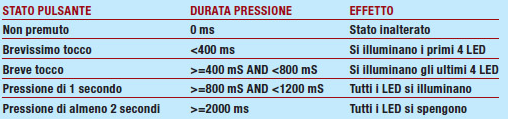 STATO PULSANTE DURATA PRESSIONE EFFETTO
Non premuto 0 ms Stato inalterato
Brevissimo tocco <400 ms Si illuminano i primi 4 LED
Breve tocco >=400 mS AND <800 mS Si illuminano gli ultimi 4 LED
Pressione di 1 secondo >=800 mS AND <1200 mS Tutti i LED si illuminano
Pressione di almeno 2 secondi >=2000 ms Tutti i LED si spengono